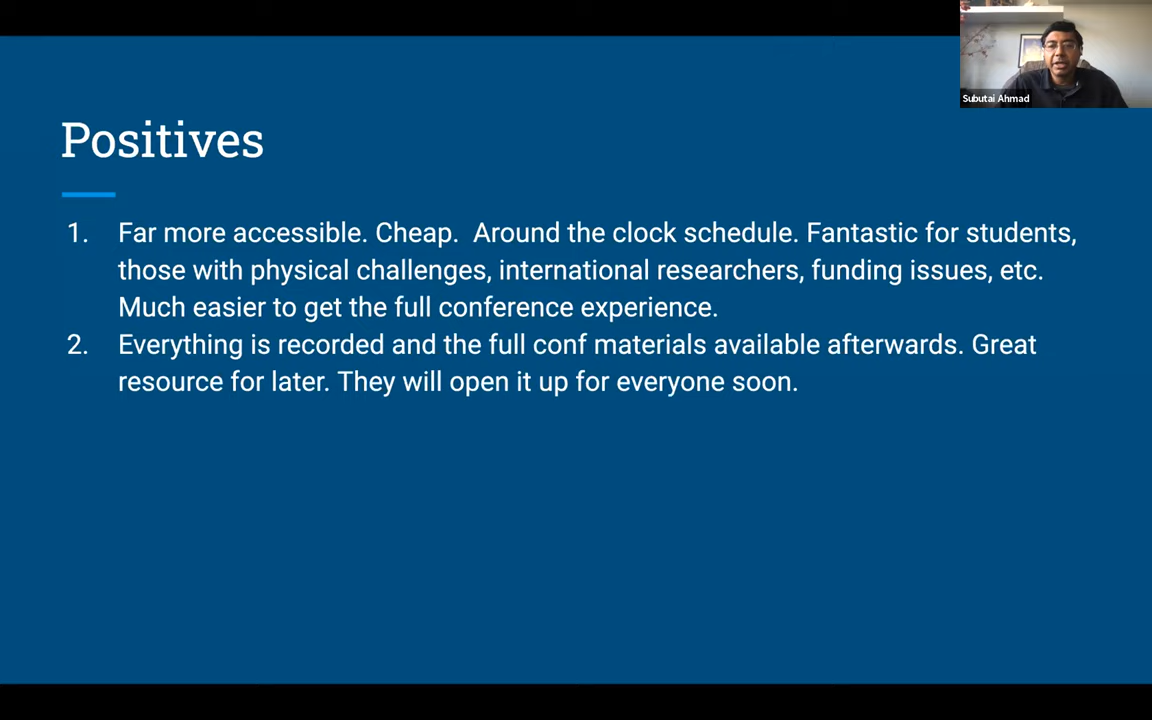 Subutai Ahmad
Positives
1. Far more accessible. Cheap.  Around the clock schedule. Fantastic for students,
those with physical challenges, international researchers, funding issues, etc.
Much easier to get the full conference experience.
2. Everything is recorded and the full conf materials available afterwards. Great
resource for later. They will open it up for everyone soon.